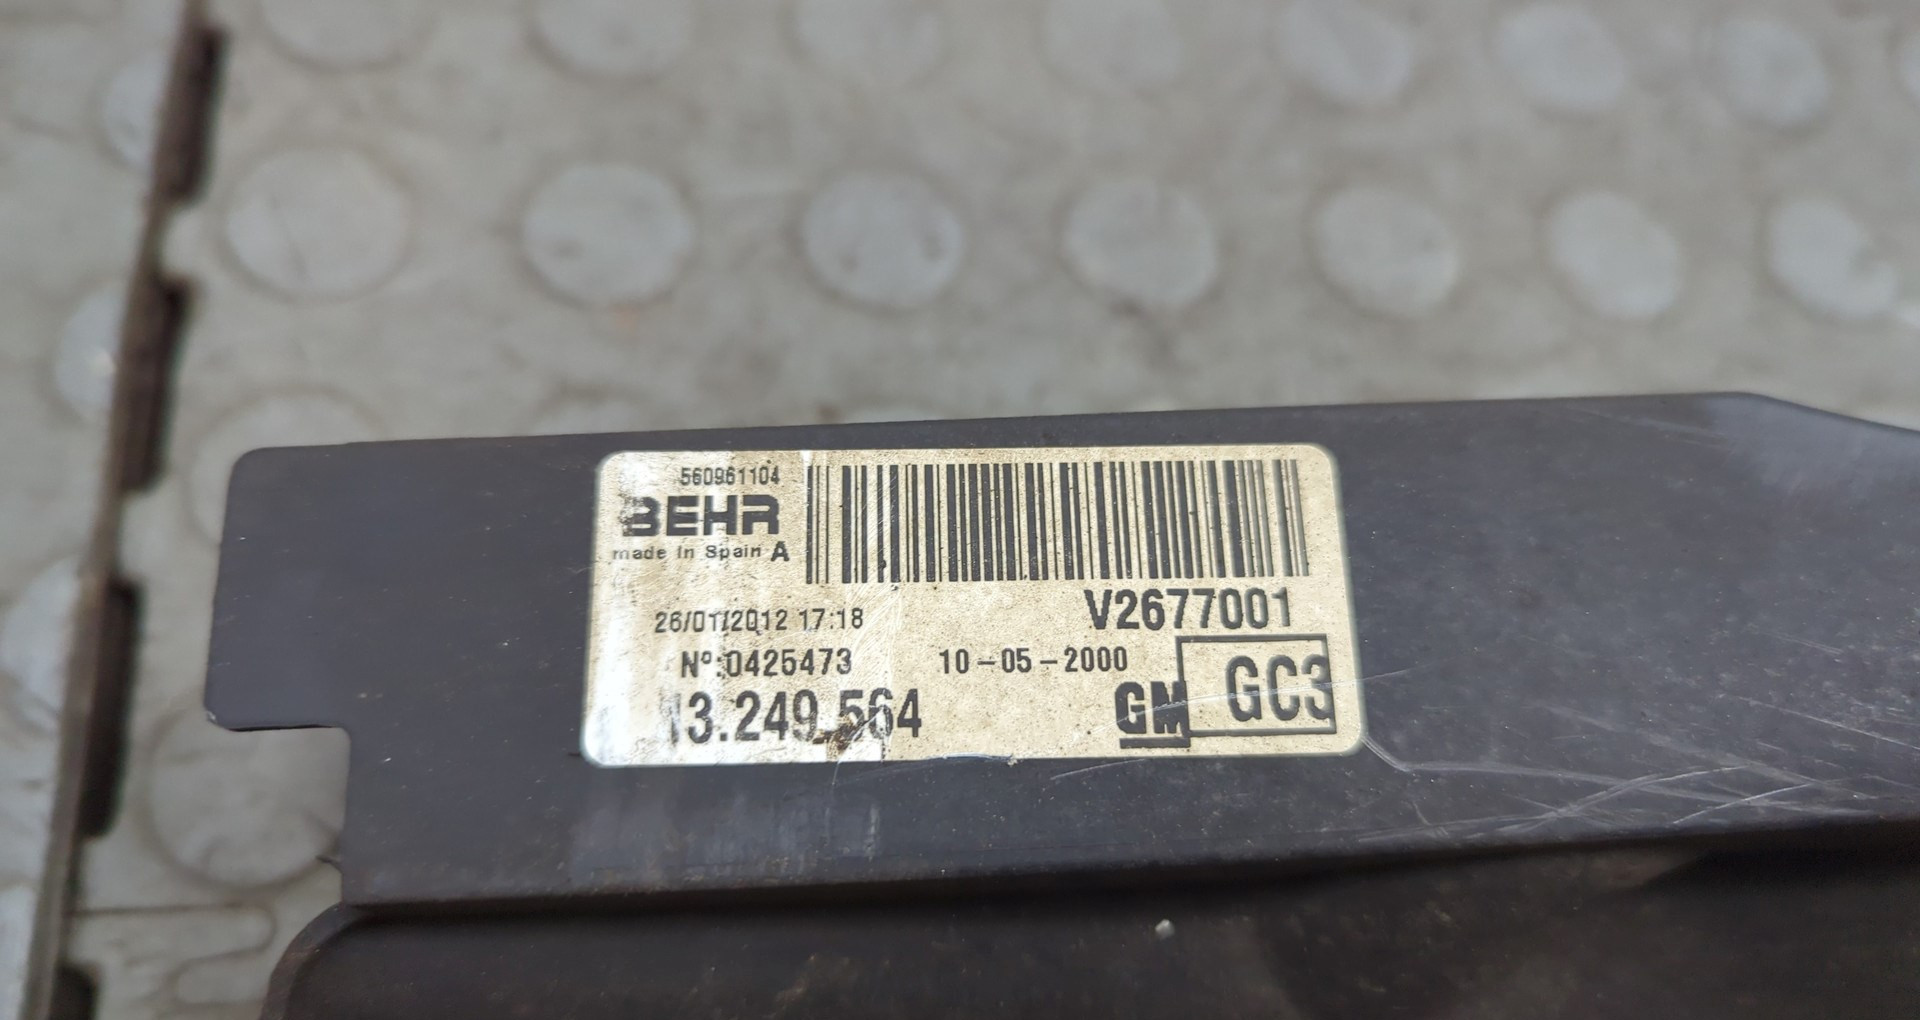 560961104
BEHR
made in Spain A
V2677001
26/01/2012 17:18
Nº:0425473
10-05-2000
13.249.564
GM
GC3